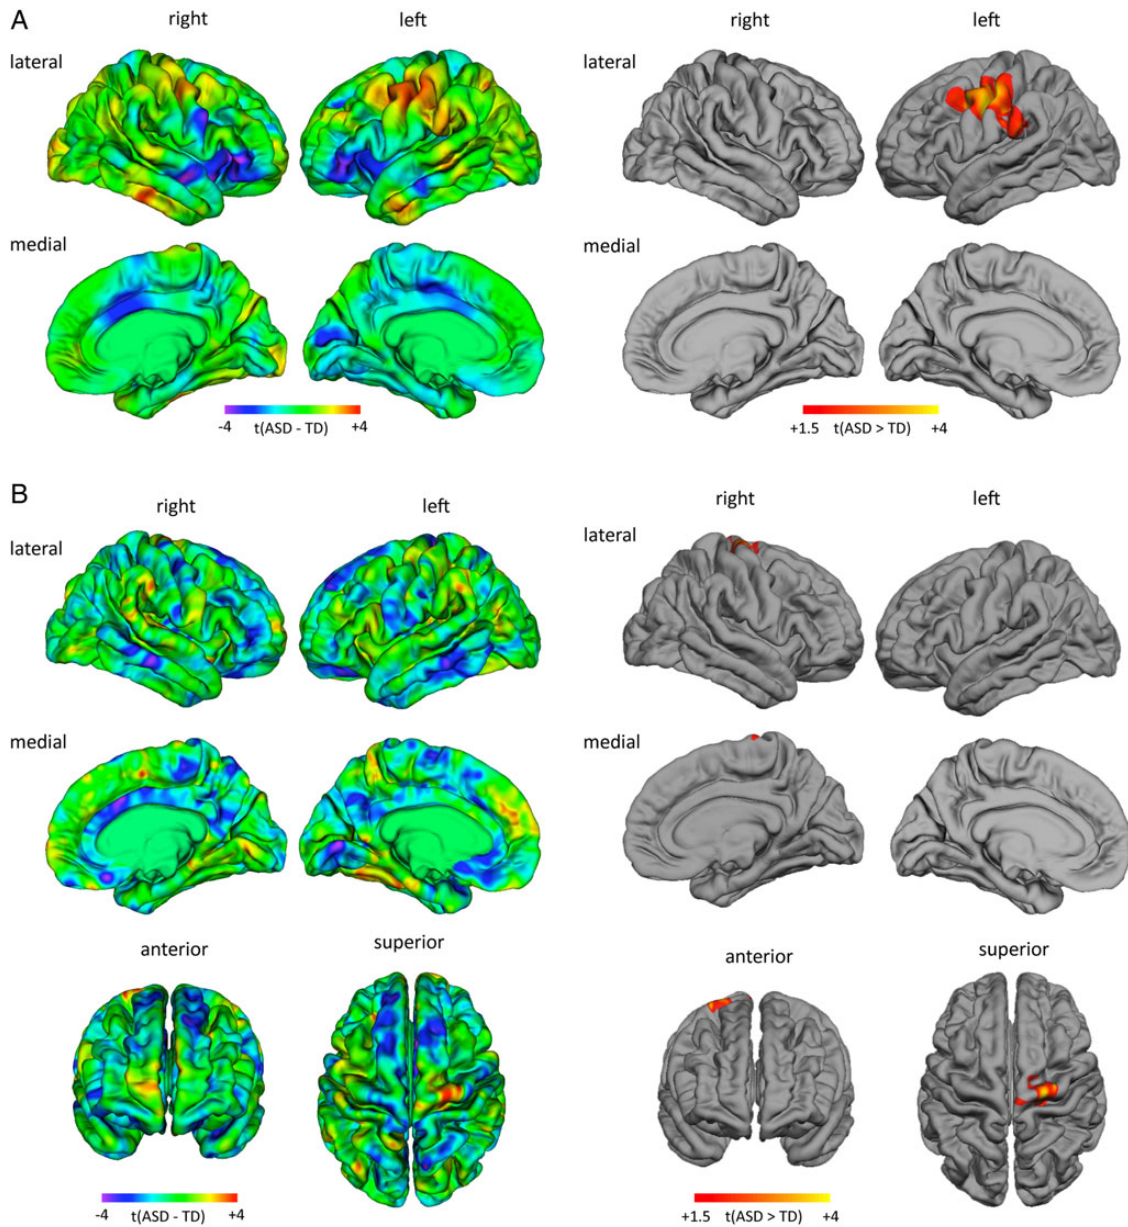 A
right left right left
lateral lateral
medial medial
-4 t(ASD - TD) +4 +1.5 t(ASD > TD) +4
B
right left right left
lateral lateral
medial medial
anterior superior anterior superior
-4 t(ASD - TD) +4 +1.5 t(ASD > TD) +4